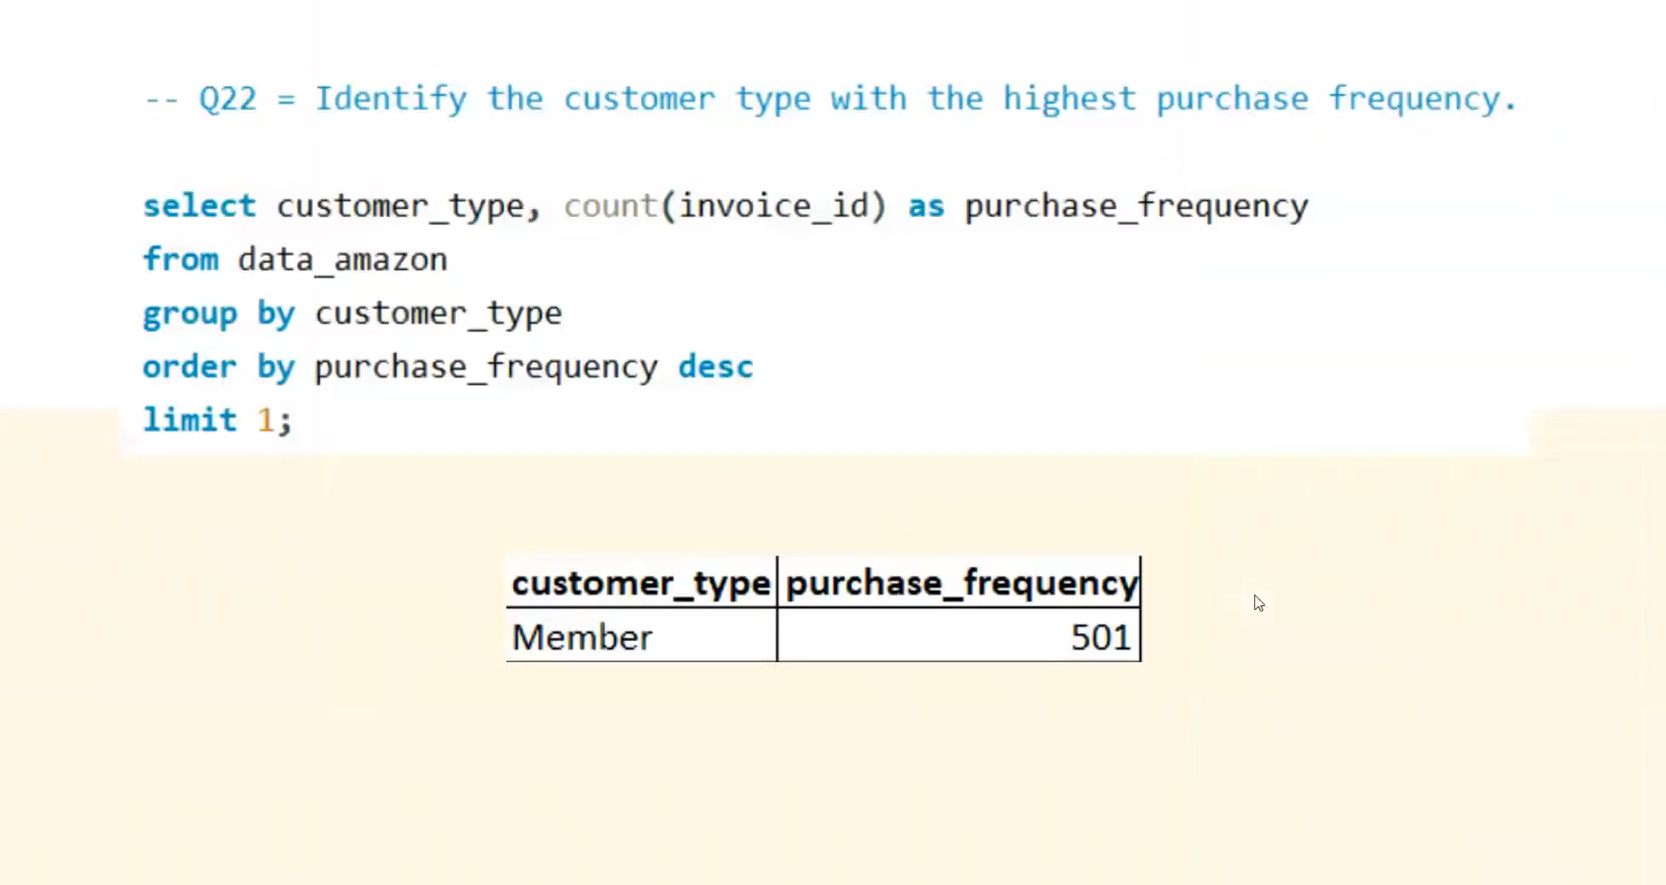 -- Q22 = Identify the customer type with the highest purchase frequency.
select customer_type, count(invoice_id) as purchase_frequency
from data_amazon
group by customer_type
order by purchase_frequency desc
limit 1;
customer_type purchase_frequency
Member 501